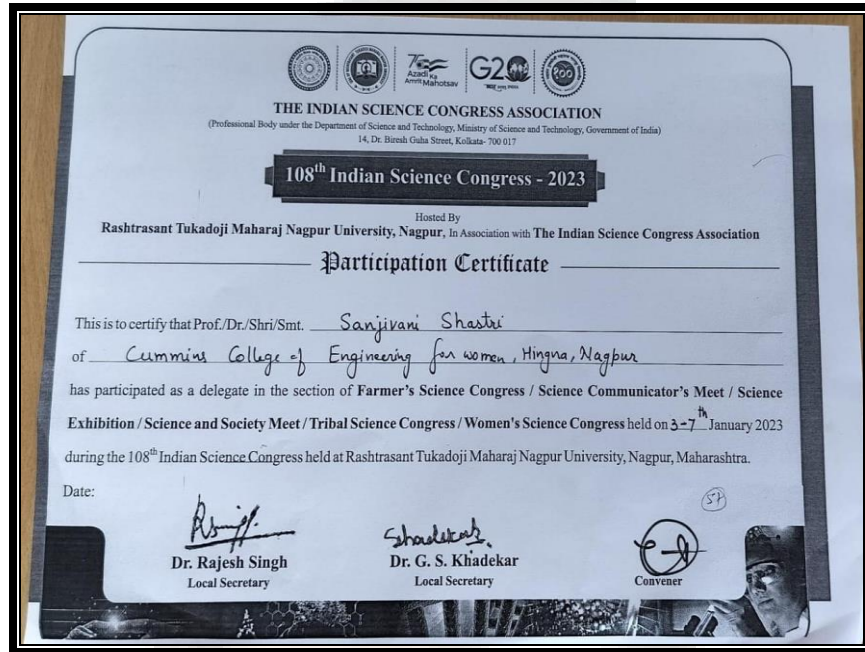 Azadi Ka
Amrit Mahotsav
G20
THE INDIAN SCIENCE CONGRESS ASSOCIATION
(Professional Body under the Department of Science and Technology, Ministry of Science and Technology, Government of India)
14, Dr. Biresh Guha Street, Kolkata- 700 017
108th Indian Science Congress - 2023
Hosted By
Rashtrasant Tukadoji Maharaj Nagpur University, Nagpur, In Association with The Indian Science Congress Association
Participation Certificate
This is to certify that Prof./Dr./Shri/Smt. Sanjivani Shastri
of Cummins College of Engineering for women, Hingna, Nagpur
has participated as a delegate in the section of Farmer's Science Congress / Science Communicator's Meet / Science
Exhibition / Science and Society Meet / Tribal Science Congress / Women's Science Congress held on 3-7th January 2023
during the 108th Indian Science Congress held at Rashtrasant Tukadoji Maharaj Nagpur University, Nagpur, Maharashtra.
Date:
57
Dr. Rajesh Singh
Local Secretary
Dr. G. S. Khadekar
Local Secretary
Convener